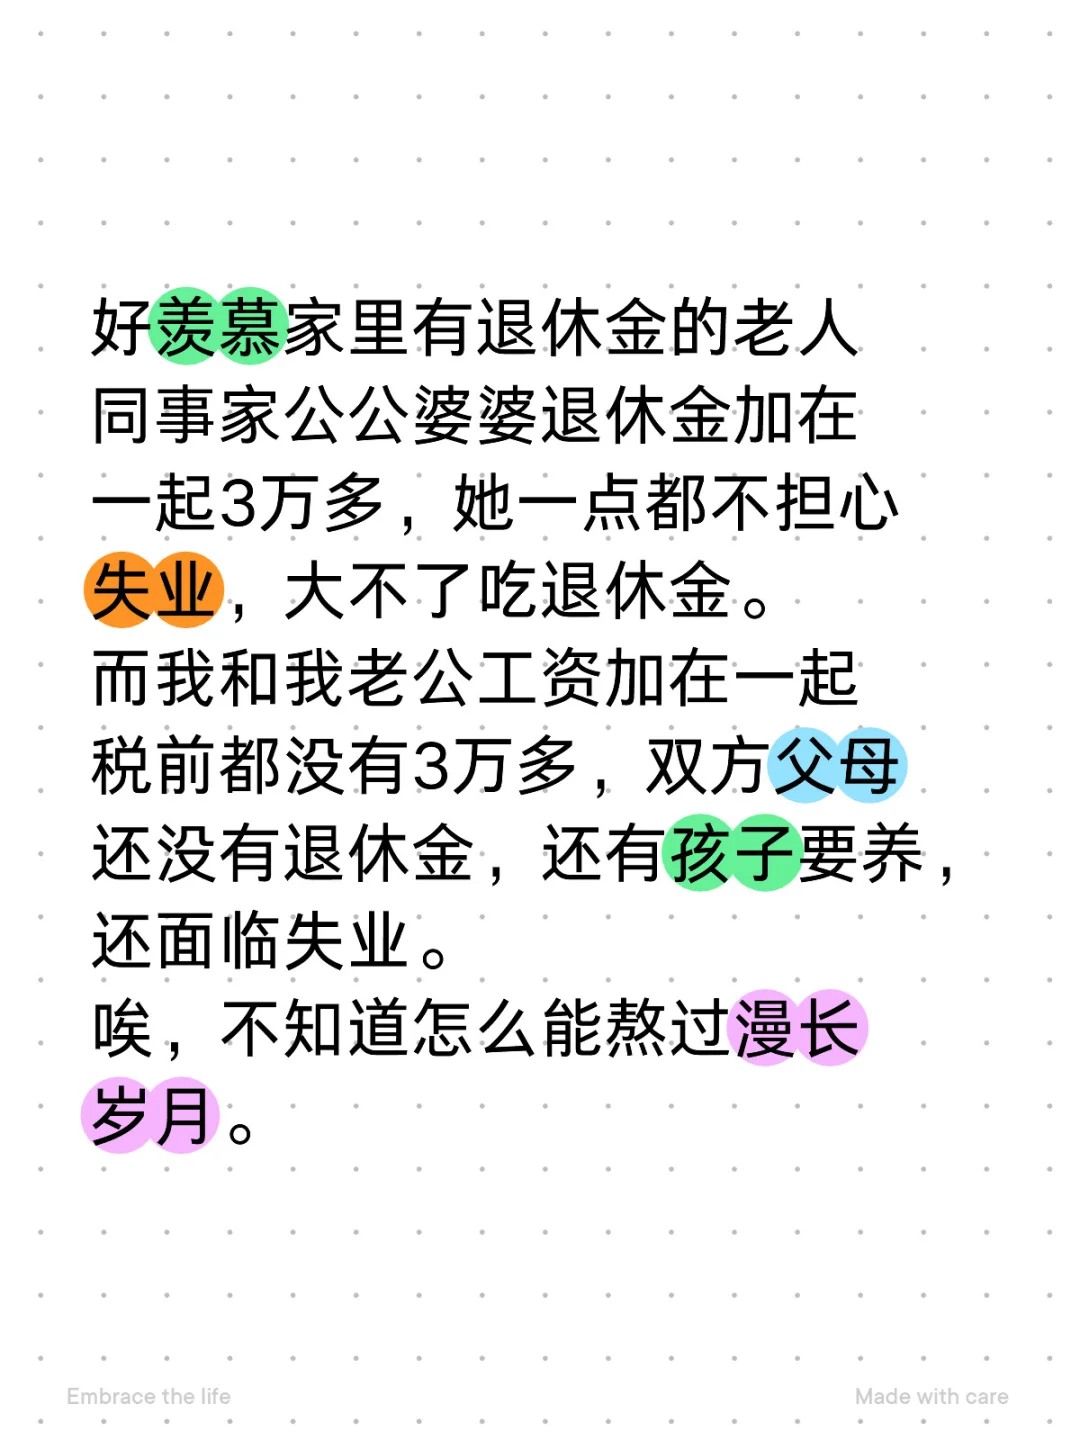 好羡慕家里有退休金的老人
同事家公公婆婆退休金加在
一起3万多，她一点都不担心
失业，大不了吃退休金。
而我和我老公工资加在一起
税前都没有3万多，双方父母
还没有退休金，还有孩子要养，
还面临失业。
唉，不知道怎么能熬过漫长
岁月。
Embrace the life
Made with care